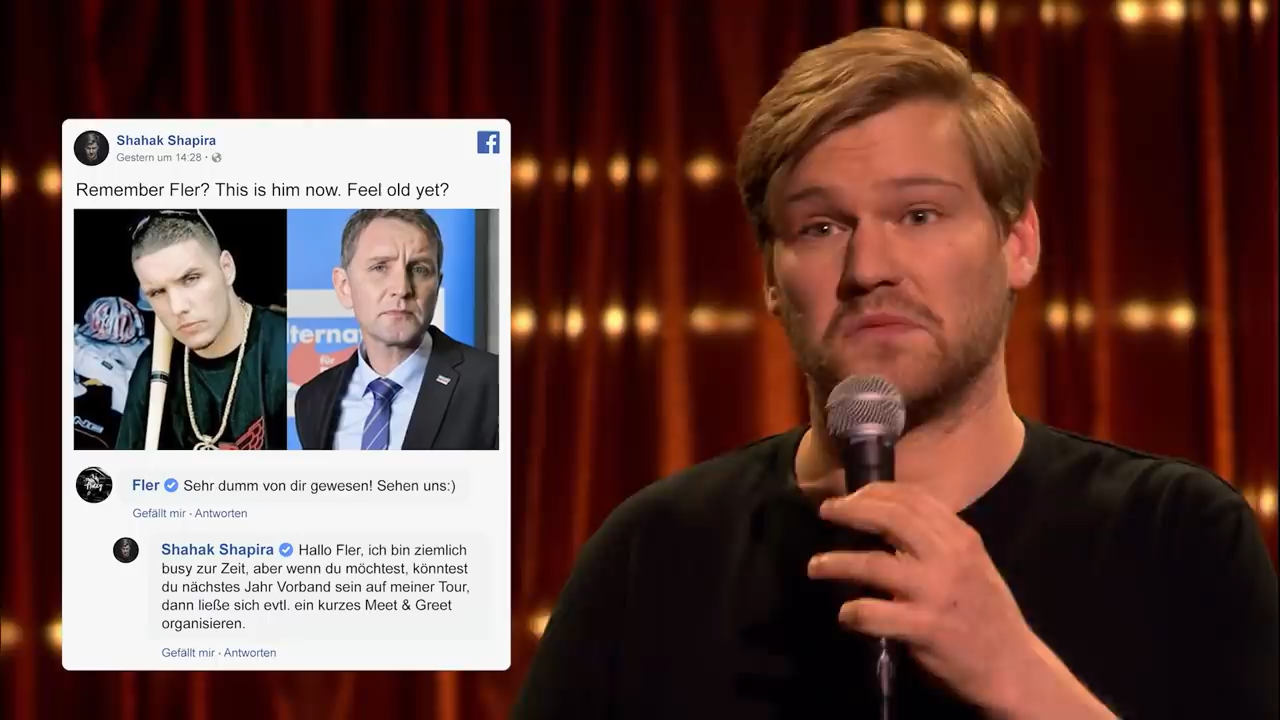 Shahak Shapira
Gestern um 14:28 ·
Remember Fler? This is him now. Feel old yet?
lterna
für
Fler Sehr dumm von dir gewesen! Sehen uns:)
Gefällt mir · Antworten
Shahak Shapira Hallo Fler, ich bin ziemlich
busy zur Zeit, aber wenn du möchtest, könntest
du nächstes Jahr Vorband sein auf meiner Tour,
dann ließe sich evtl. ein kurzes Meet & Greet
organisieren.
Gefällt mir · Antworten